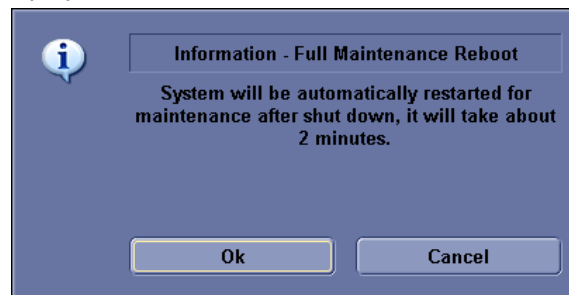 Information - Full Maintenance Reboot
System will be automatically restarted for
maintenance after shut down, it will take about
2 minutes.
Ok
Cancel